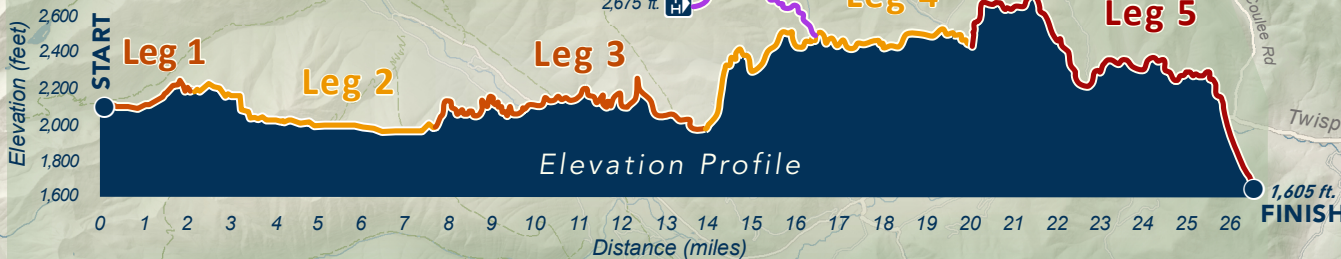 2,675 ft.
H
Leg 4
Leg 5
Coulee Rd
Twisp
Elevation (feet)
2,600
2,400
2,200
2,000
1,800
1,600
START
Leg 1
Leg 2
Leg 3
Elevation Profile
1,605 ft.
FINISH
0 1 2 3 4 5 6 7 8 9 10 11 12 13 14 15 16 17 18 19 20 21 22 23 24 25 26
Distance (miles)